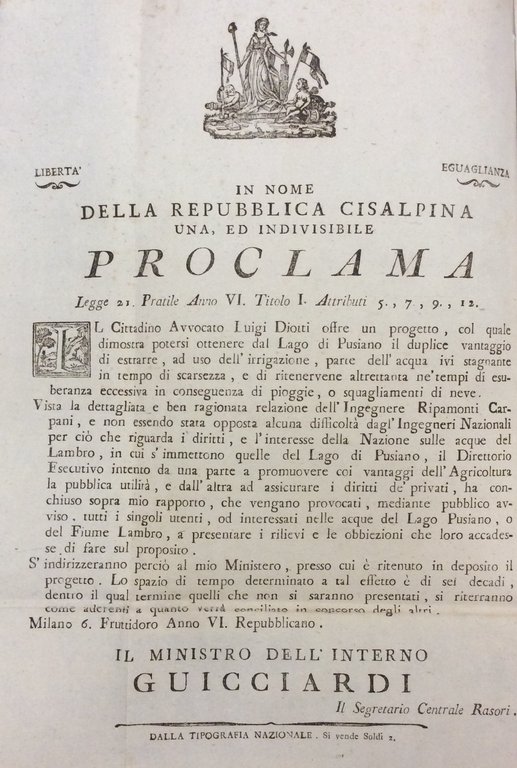 LIBERTA'
EGUAGLIANZA
IN NOME
DELLA REPUBBLICA CISALPINA
UNA, ED INDIVISIBILE
PROCLAMA
Legge 21. Pratile Anno VI. Titolo I. Attributi 5., 7., 9., 12.
IL Cittadino Avvocato Luigi Diotti offre un progetto, col quale
dimostra potersi ottenere dal Lago di Pusiano il duplice vantaggio
di estrarre, ad uso dell'irrigazione, parte dell'acqua ivi stagnante
in tempo di scarsezza, e di ritenervene altrettanta ne' tempi di esu-
beranza eccessiva in conseguenza di pioggie, o squagliamenti di neve.
Vista la dettagliata e ben ragionata relazione dell'Ingegnere Ripamonti Car-
pani, e non essendo stata opposta alcuna difficoltà dagl'Ingegneri Nazionali
per ciò che riguarda i diritti, e l'interesse della Nazione sulle acque del
Lambro, in cui s'immettono quelle del Lago di Pusiano, il Direttorio
Esecutivo intento da una parte a promuovere coi vantaggi dell'Agricoltura
la pubblica utilità, e dall'altra ad assicurare i diritti de' privati, ha con-
chiuso sopra mio rapporto, che vengano provocati, mediante pubblico av-
viso, tutti i singoli utenti, od interessati nelle acque del Lago Pusiano, o
del Fiume Lambro, a presentare i rilievi e le obbiezioni che loro accades-
se di fare sul proposito.
S'indirizzeranno perciò al mio Ministero, presso cui è ritenuto in deposito il
progetto. Lo spazio di tempo determinato a tal effetto è di sei decadi,
dentro il qual termine quelli che non si saranno presentati, si riterranno
come aderenti a quanto verrà conciliato in concorso degli altri.
Milano 6. Fruttidoro Anno VI. Repubblicano.
IL MINISTRO DELL'INTERNO
GUICCIARDI
Il Segretario Centrale Rasori.
DALLA TIPOGRAFIA NAZIONALE. Si vende Soldi 2.